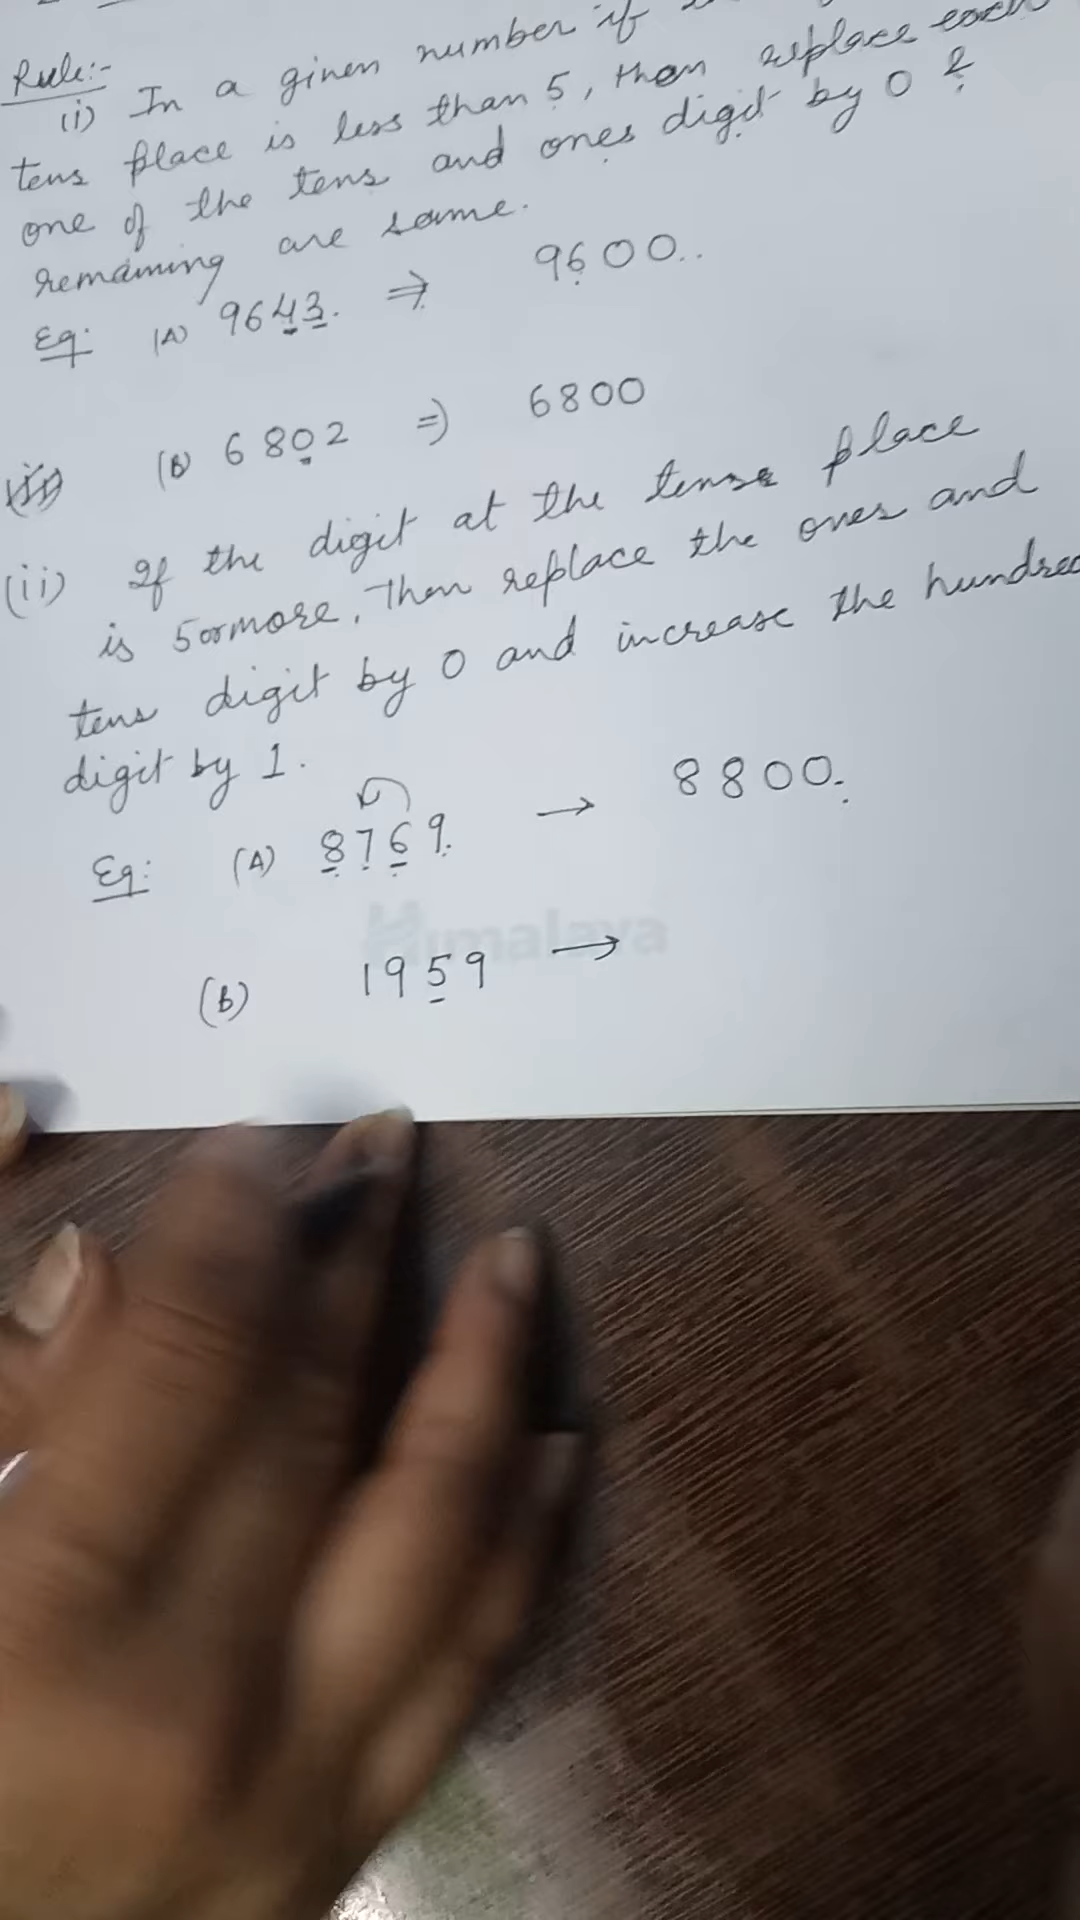 Rule:-
(i) In a given number if
tens place is less than 5, then replace each
one of the tens and ones digit by 0 &
remaining are same.
Eg: (A) 9643. ⇒ 9600..
(B) 6802 ⇒ 6800
(ii) If the digit at the tens place
is 5 or more, then replace the ones and
tens digit by 0 and increase the hundred
digit by 1.
Eg: (A) 8769. → 8800.
Himalaya
(b) 1959 →